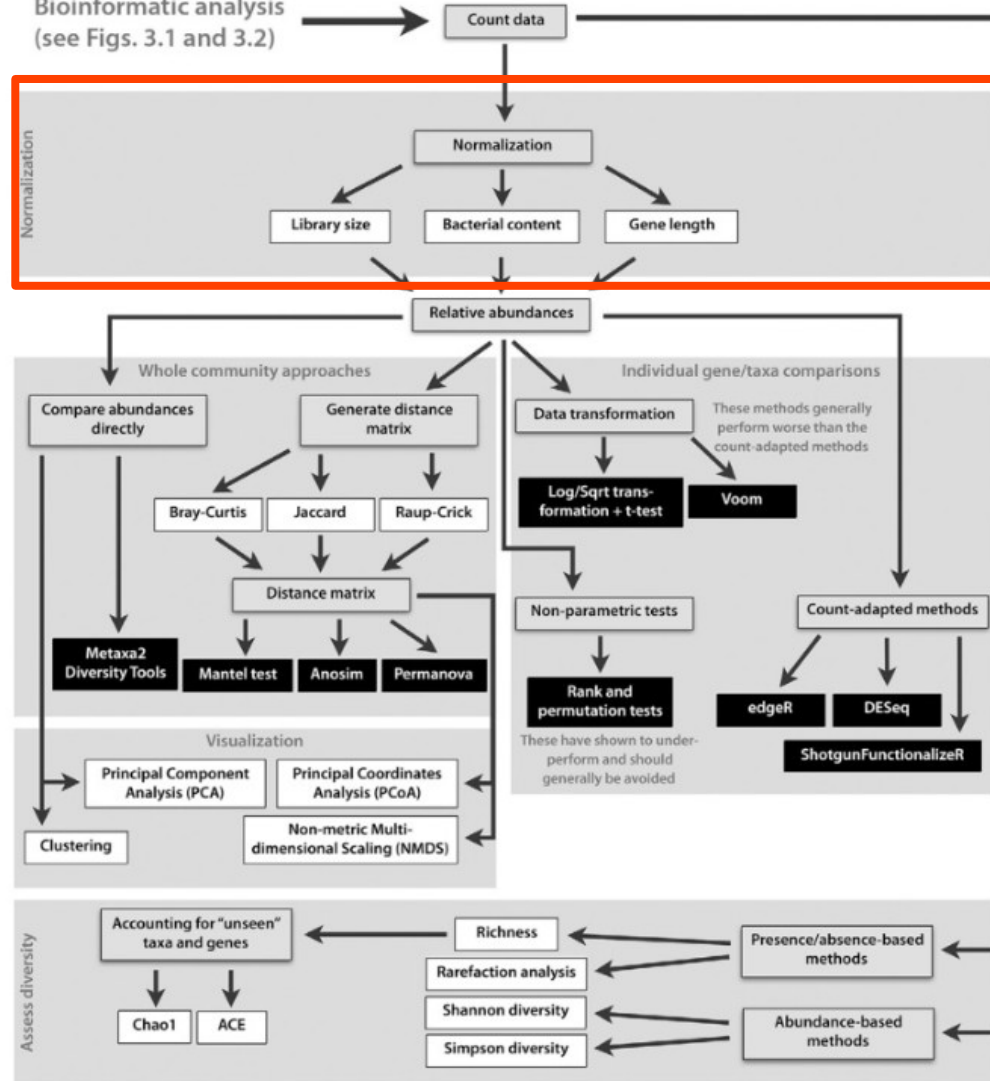 Bioinformatic analysis
(see Figs. 3.1 and 3.2)
Count data
Normalization
Normalization
Library size
Bacterial content
Gene length
Relative abundances
Whole community approaches
Compare abundances
directly
Generate distance
matrix
Bray-Curtis
Jaccard
Raup-Crick
Distance matrix
Metaxa2
Diversity Tools
Mantel test
Anosim
Permanova
Individual gene/taxa comparisons
Data transformation
These methods generally
perform worse than the
count-adapted methods
Log/Sqrt trans-
formation + t-test
Voom
Non-parametric tests
Count-adapted methods
Rank and
permutation tests
These have shown to under-
perform and should
generally be avoided
edgeR
DESeq
ShotgunFunctionalizeR
Visualization
Principal Component
Analysis (PCA)
Principal Coordinates
Analysis (PCoA)
Clustering
Non-metric Multi-
dimensional Scaling (NMDS)
Assess diversity
Accounting for "unseen"
taxa and genes
Chao1
ACE
Richness
Rarefaction analysis
Shannon diversity
Simpson diversity
Presence/absence-based
methods
Abundance-based
methods